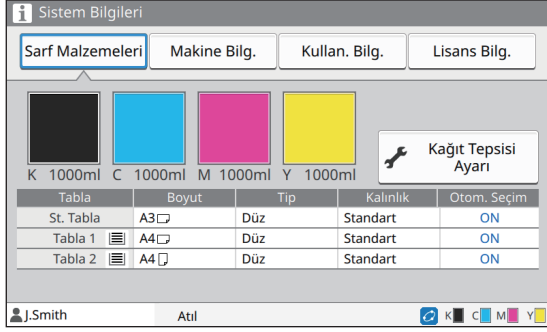 Sistem Bilgileri
Sarf Malzemeleri Makine Bilg. Kullan. Bilg. Lisans Bilg.
K 1000ml C 1000ml M 1000ml Y 1000ml
Kağıt Tepsisi
Ayarı
Tabla Boyut Tip Kalınlık Otom. Seçim
St. Tabla A3 Düz Standart ON
Tabla 1 A4 Düz Standart ON
Tabla 2 A4 Düz Standart ON
J.Smith Atıl K C M Y